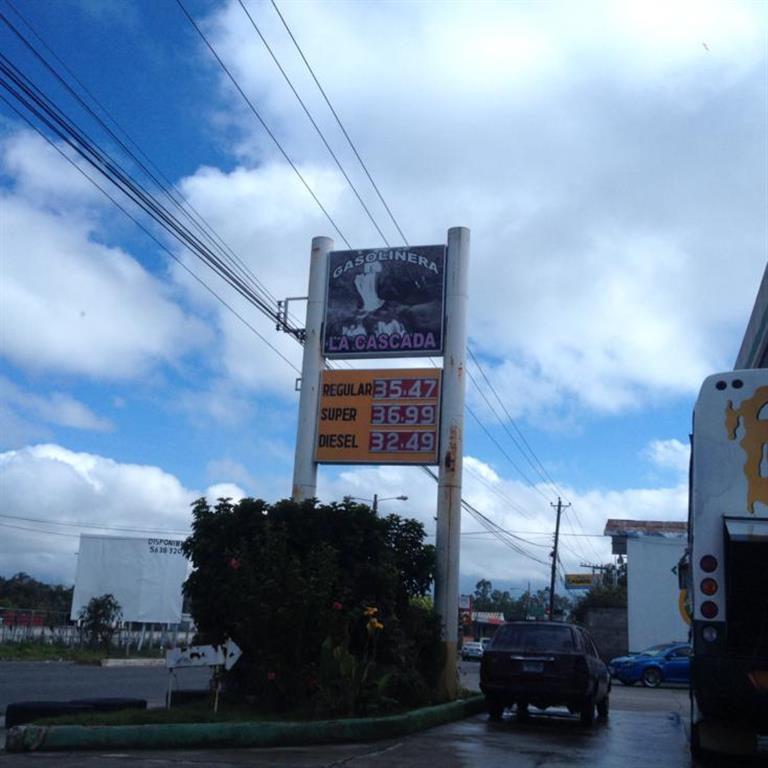 GASOLINERA
LA CASCADA
REGULAR 35.47
SUPER 36.99
DIESEL 32.49